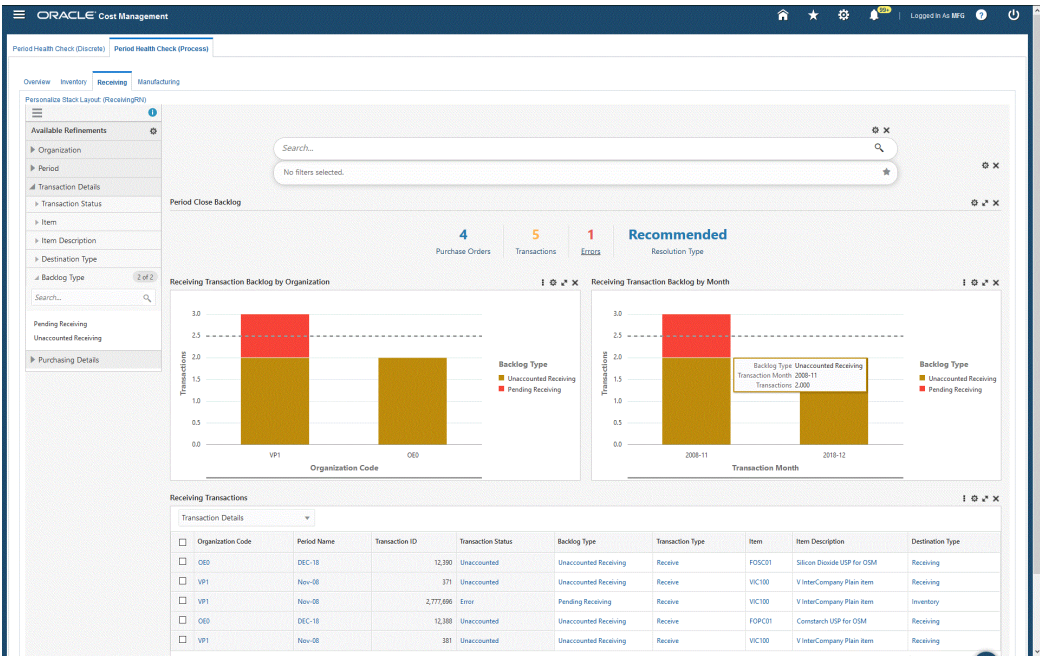 ORACLE Cost Management
99+
Logged In As MFG
Period Health Check (Discrete) Period Health Check (Process)
Overview Inventory Receiving Manufacturing
Personalize Stack Layout: (ReceivingRN)
Available Refinements
Organization
Period
Transaction Details
Transaction Status
Item
Item Description
Destination Type
Backlog Type 2 of 2
Search...
Pending Receiving
Unaccounted Receiving
Purchasing Details
Search...
No filters selected.
Period Close Backlog
4 5 1 Recommended
Purchase Orders Transactions Errors Resolution Type
Receiving Transaction Backlog by Organization
3.0
2.5
2.0
1.5
1.0
0.5
0.0
Transactions
VP1 OE0
Organization Code
Backlog Type
Unaccounted Receiving
Pending Receiving
Receiving Transaction Backlog by Month
3.0
2.5
2.0
1.5
1.0
0.5
0.0
Transactions
Backlog Type Unaccounted Receiving
Transaction Month 2008-11
Transactions 2,000
2008-11 2018-12
Transaction Month
Backlog Type
Unaccounted Receiving
Pending Receiving
Receiving Transactions
Transaction Details
Organization Code Period Name Transaction ID Transaction Status Backlog Type Transaction Type Item Item Description Destination Type
OE0 DEC-18 12,390 Unaccounted Unaccounted Receiving Receive FOSC01 Silicon Dioxide USP for OSM Receiving
VP1 Nov-08 371 Unaccounted Unaccounted Receiving Receive VIC100 V InterCompany Plain item Receiving
VP1 Nov-08 2,777,696 Error Pending Receiving Receive VIC100 V InterCompany Plain item Inventory
OE0 DEC-18 12,388 Unaccounted Unaccounted Receiving Receive FOPC01 Cornstarch USP for OSM Receiving
VP1 Nov-08 381 Unaccounted Unaccounted Receiving Receive VIC100 V InterCompany Plain item Receiving